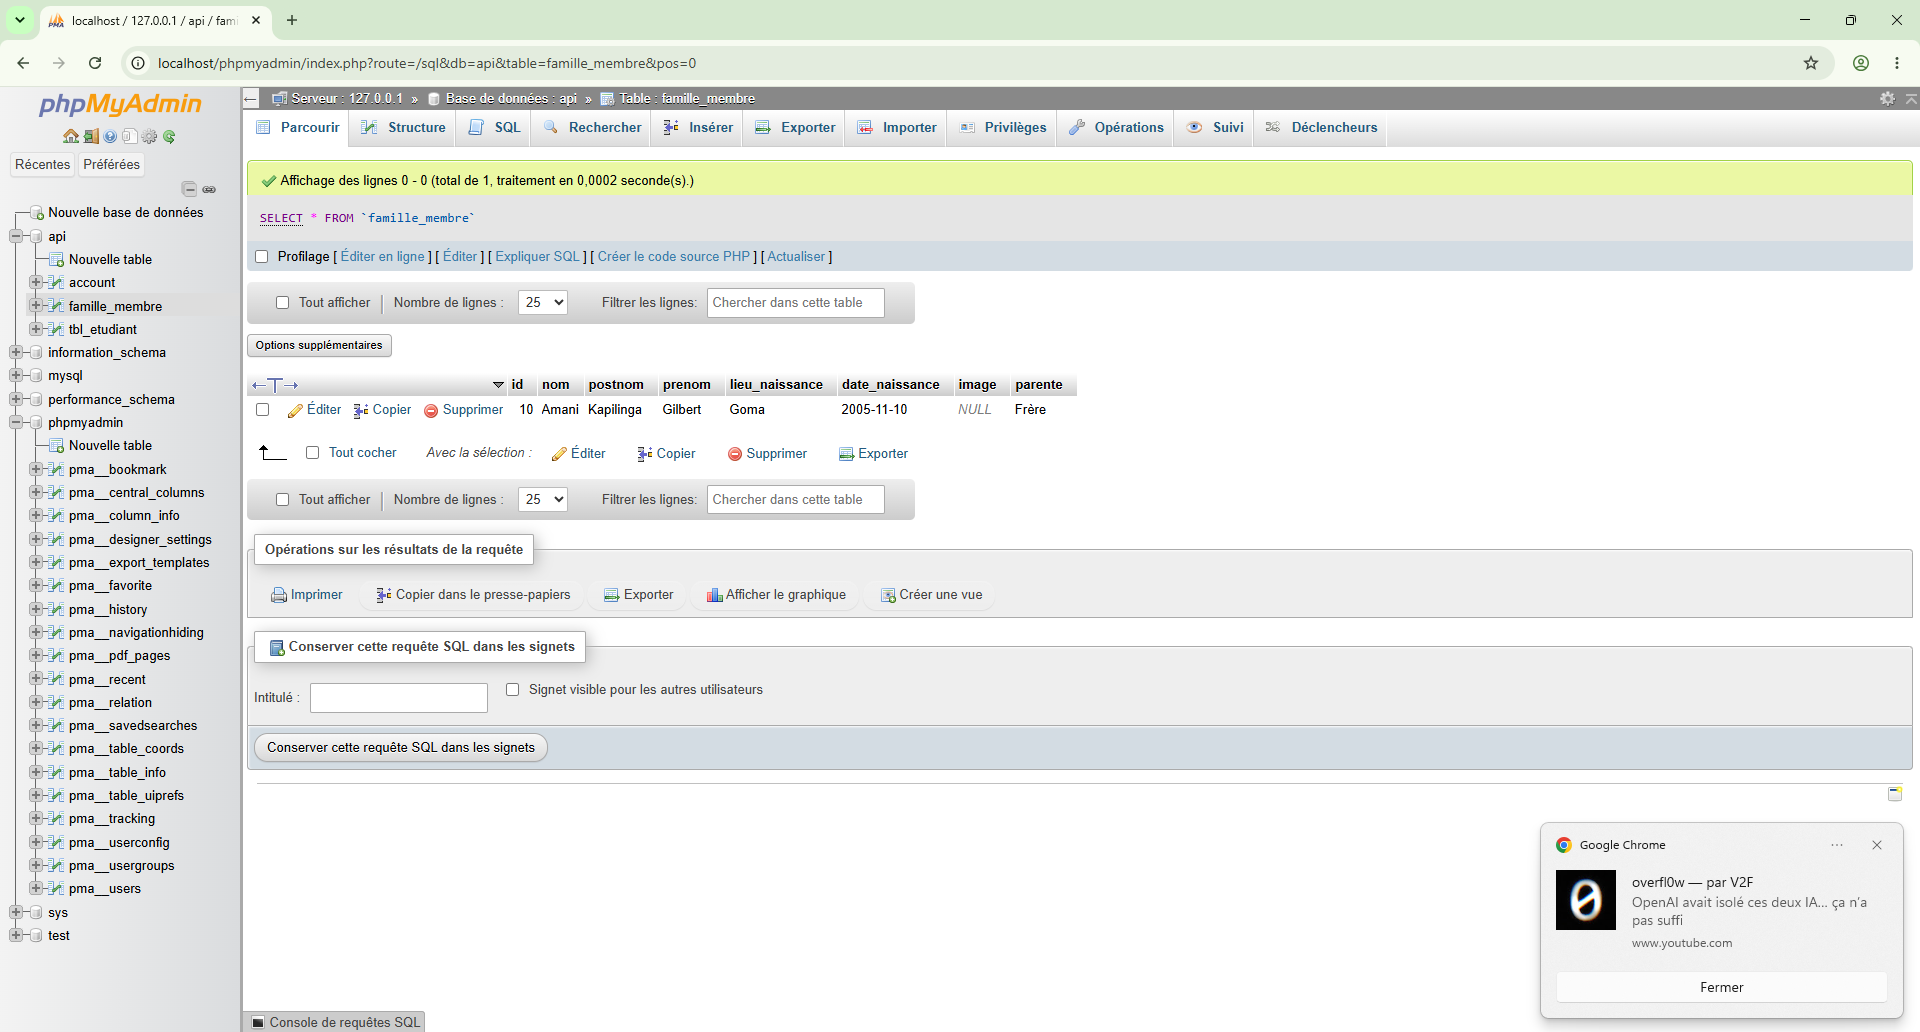 localhost / 127.0.0.1 / api / fami
localhost/phpmyadmin/index.php?route=/sql&db=api&table=famille_membre&pos=0
phpMyAdmin
Récentes
Préférées
Nouvelle base de données
api
Nouvelle table
account
famille_membre
tbl_etudiant
information_schema
mysql
performance_schema
phpmyadmin
Nouvelle table
pma__bookmark
pma__central_columns
pma__column_info
pma__designer_settings
pma__export_templates
pma__favorite
pma__history
pma__navigationhiding
pma__pdf_pages
pma__recent
pma__relation
pma__savedsearches
pma__table_coords
pma__table_info
pma__table_uiprefs
pma__tracking
pma__userconfig
pma__usergroups
pma__users
sys
test
Serveur : 127.0.0.1 » Base de données : api » Table : famille_membre
Parcourir Structure SQL Rechercher Insérer Exporter Importer Privilèges Opérations Suivi Déclencheurs
Affichage des lignes 0 - 0 (total de 1, traitement en 0,0002 seconde(s).)
SELECT * FROM `famille_membre`
Profilage [ Éditer en ligne ] [ Éditer ] [ Expliquer SQL ] [ Créer le code source PHP ] [ Actualiser ]
Tout afficher Nombre de lignes : 25 Filtrer les lignes: Chercher dans cette table
Options supplémentaires
id nom postnom prenom lieu_naissance date_naissance image parente
Éditer Copier Supprimer 10 Amani Kapilinga Gilbert Goma 2005-11-10 NULL Frère
Tout cocher Avec la sélection : Éditer Copier Supprimer Exporter
Tout afficher Nombre de lignes : 25 Filtrer les lignes: Chercher dans cette table
Opérations sur les résultats de la requête
Imprimer Copier dans le presse-papiers Exporter Afficher le graphique Créer une vue
Conserver cette requête SQL dans les signets
Intitulé : Signet visible pour les autres utilisateurs
Conserver cette requête SQL dans les signets
Console de requêtes SQL
Google Chrome
overfl0w — par V2F
OpenAI avait isolé ces deux IA... ça n'a
pas suffi
www.youtube.com
Fermer